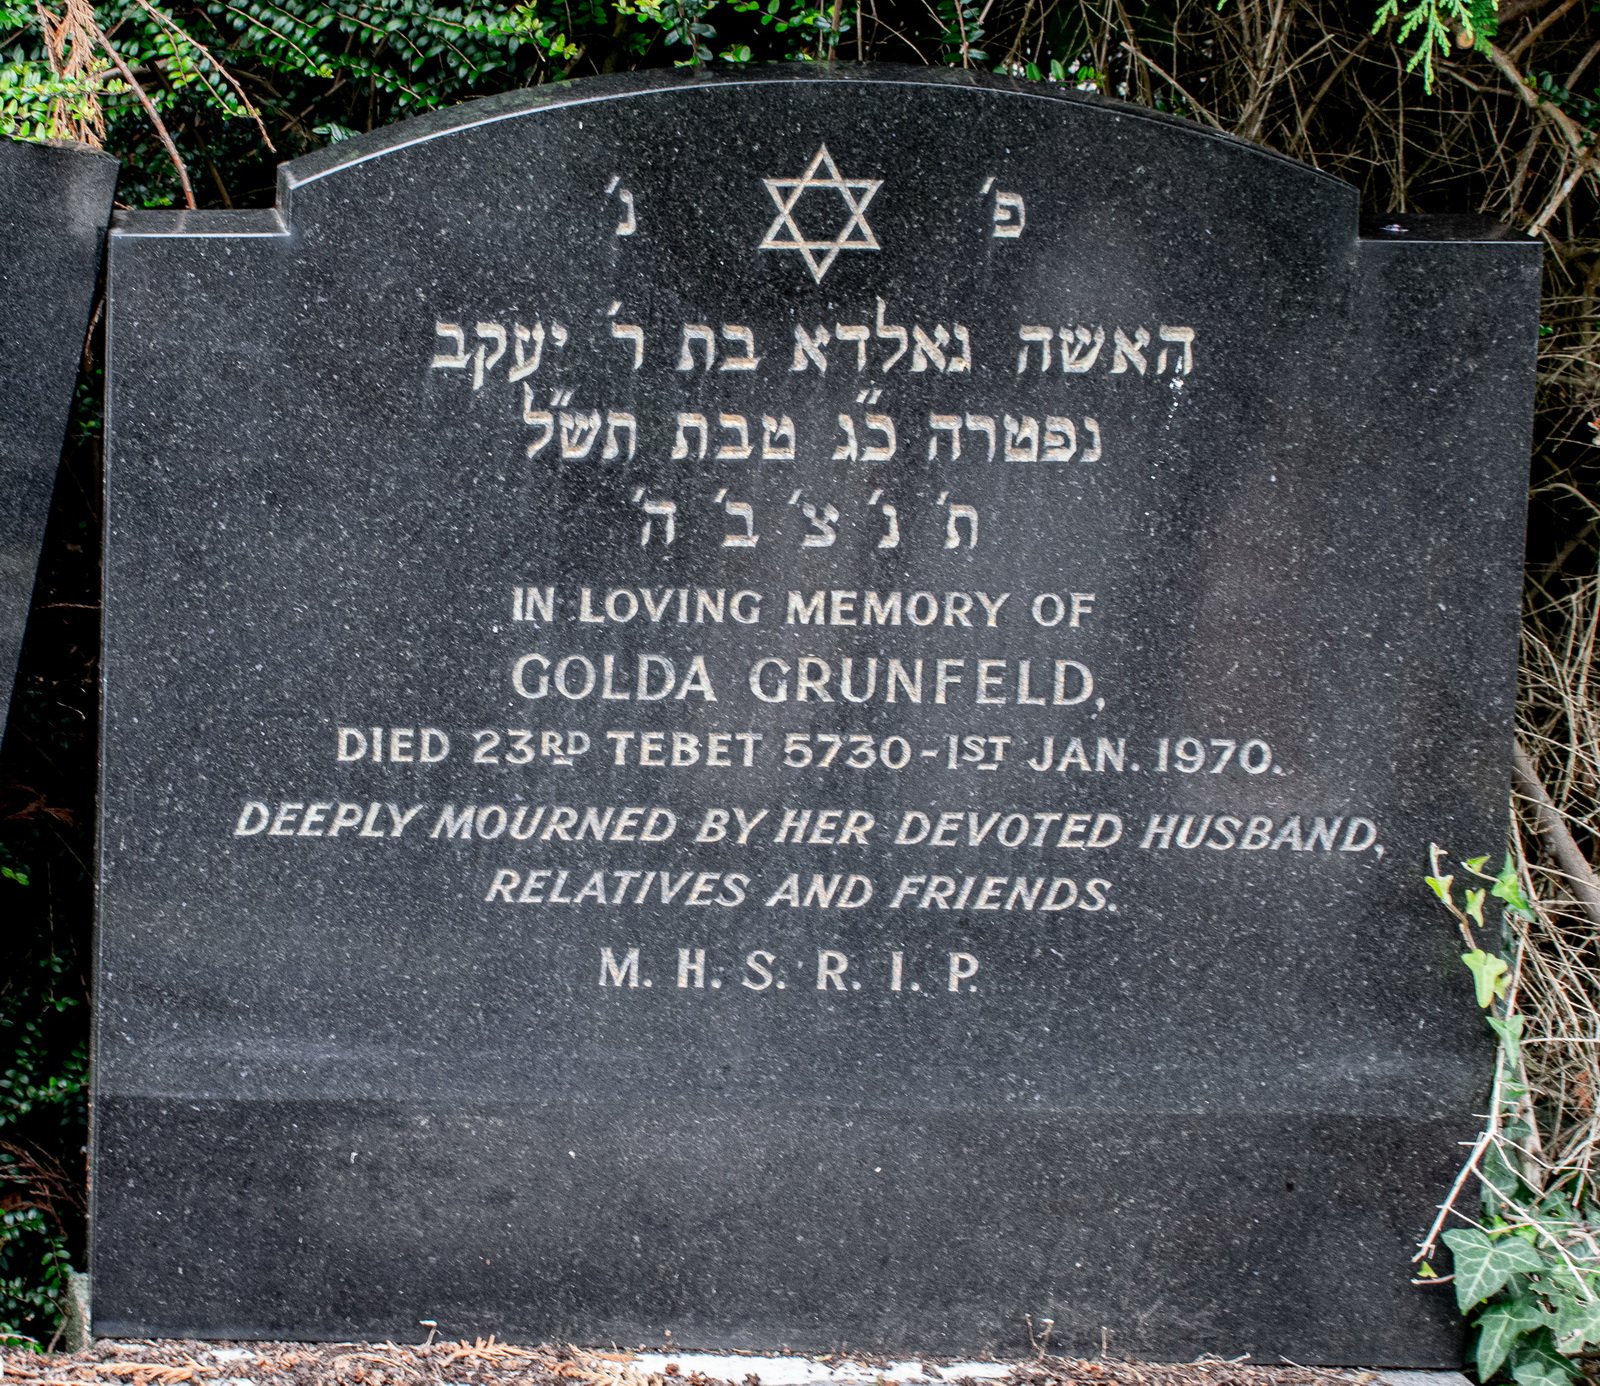 פ' נ'
האשה גאלדא בת ר' יעקב
נפטרה כ"ג טבת תש"ל
ת' נ' צ' ב' ה'
IN LOVING MEMORY OF
GOLDA GRUNFELD,
DIED 23RD TEBET 5730-1ST JAN. 1970.
DEEPLY MOURNED BY HER DEVOTED HUSBAND,
RELATIVES AND FRIENDS.
M. H. S. R. I. P.